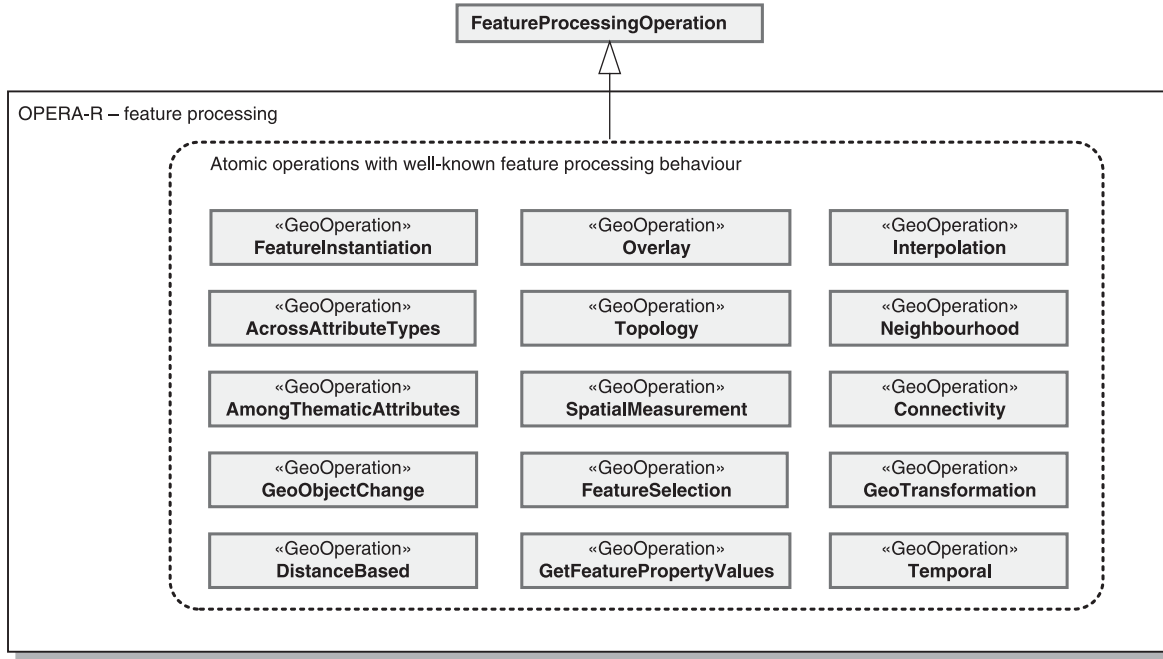 FeatureProcessingOperation
OPERA-R – feature processing
Atomic operations with well-known feature processing behaviour
«GeoOperation»
FeatureInstantiation
«GeoOperation»
Overlay
«GeoOperation»
Interpolation
«GeoOperation»
AcrossAttributeTypes
«GeoOperation»
Topology
«GeoOperation»
Neighbourhood
«GeoOperation»
AmongThematicAttributes
«GeoOperation»
SpatialMeasurement
«GeoOperation»
Connectivity
«GeoOperation»
GeoObjectChange
«GeoOperation»
FeatureSelection
«GeoOperation»
GeoTransformation
«GeoOperation»
DistanceBased
«GeoOperation»
GetFeaturePropertyValues
«GeoOperation»
Temporal